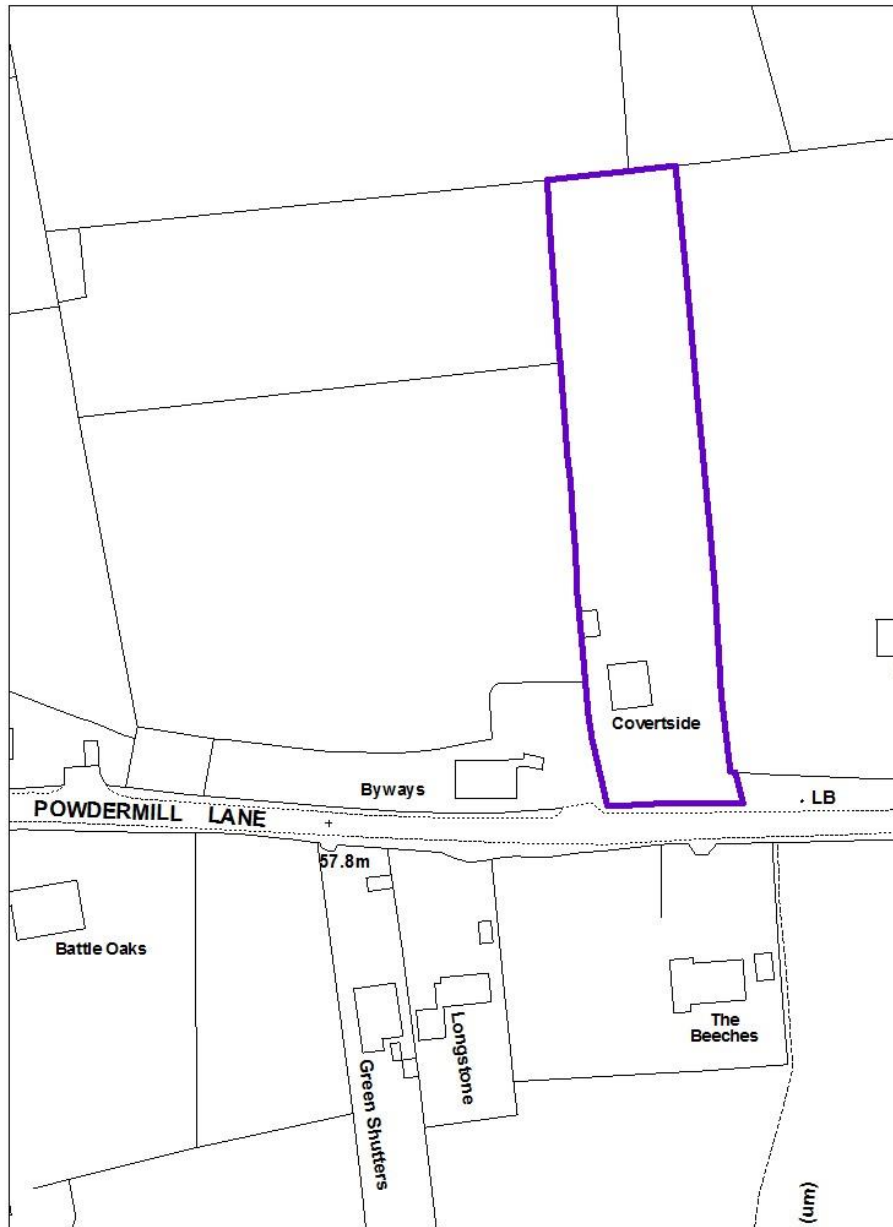 Covertside
Byways
LB
POWDERMILL LANE
57.8m
Battle Oaks
The
Beeches
Longstone
Green Shutters
(um)